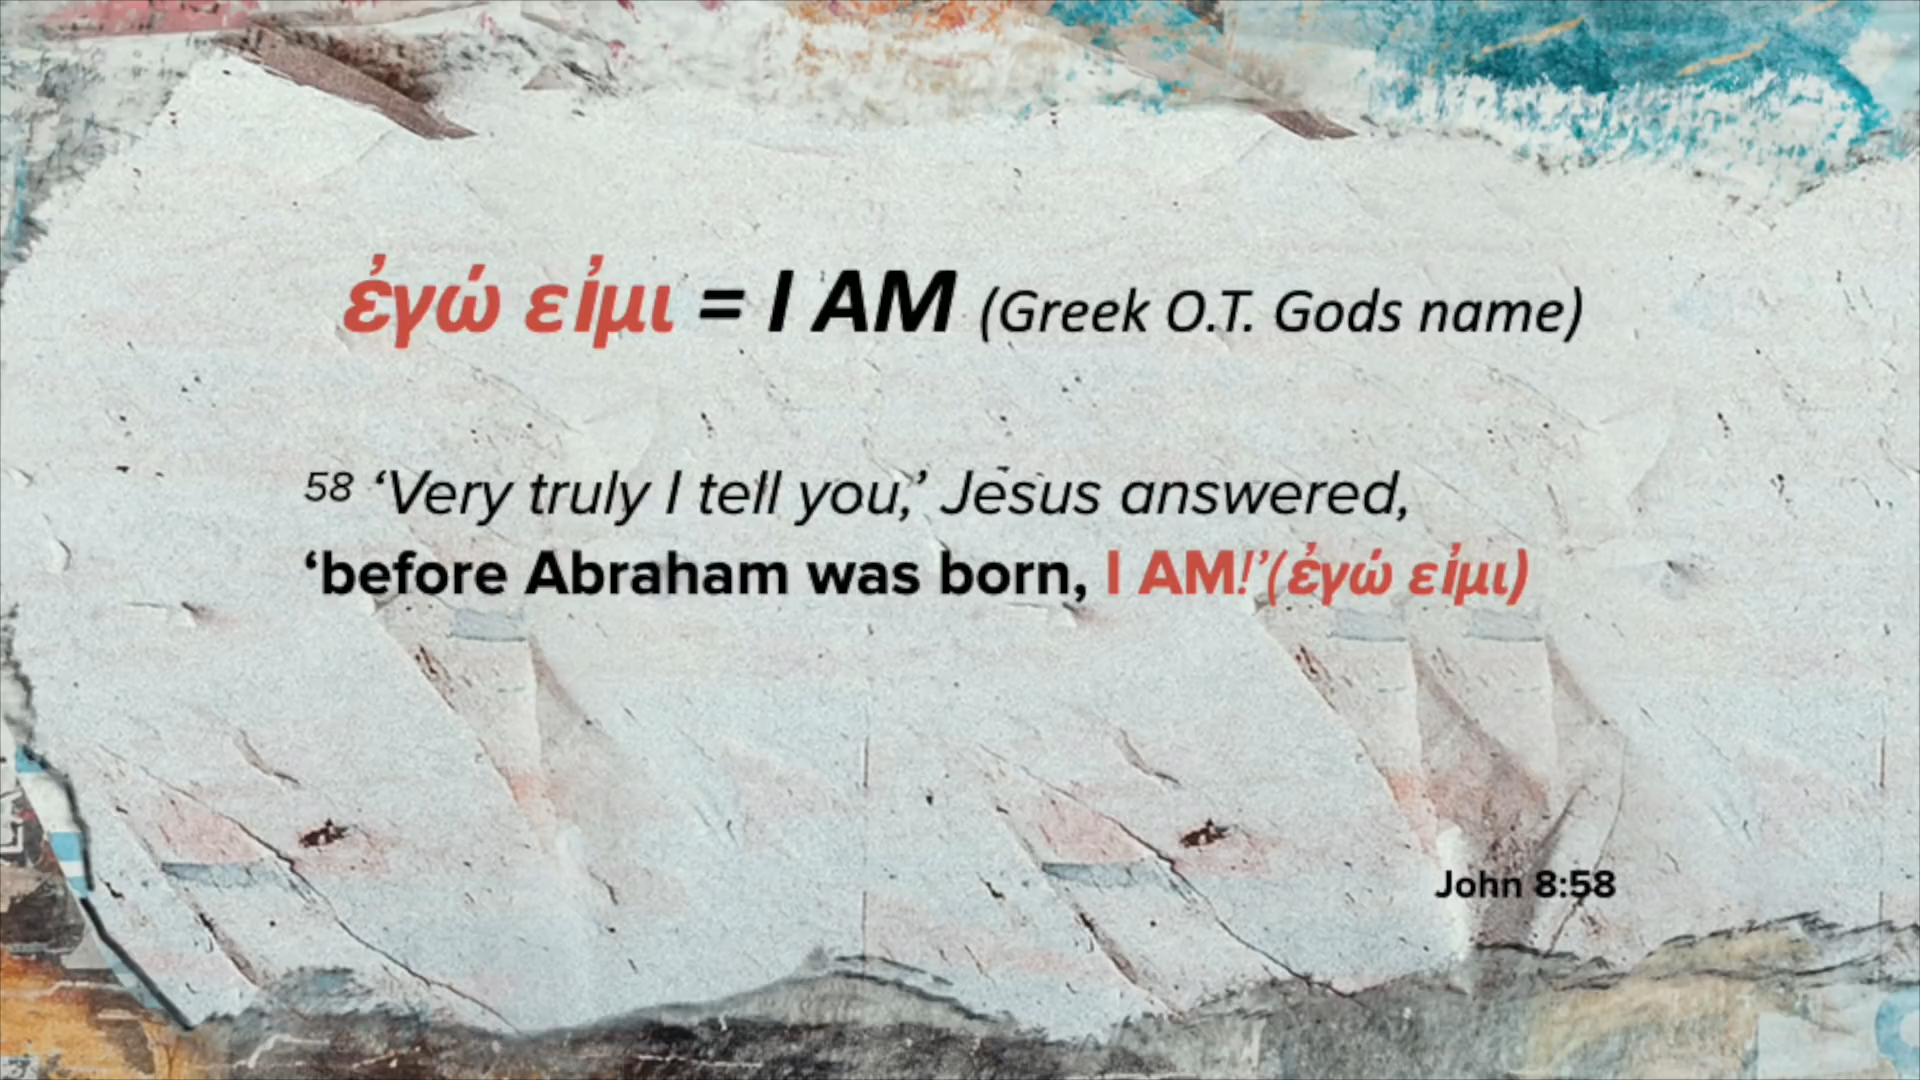 ἐγώ εἰμι = I AM (Greek O.T. Gods name)
58 ‘Very truly I tell you,’ Jesus answered,
‘before Abraham was born, I AM!’(ἐγώ εἰμι)
John 8:58